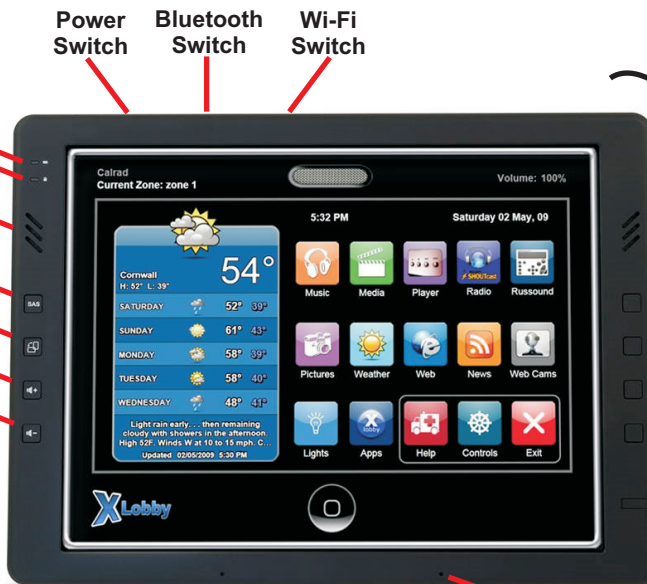 Power Switch
Bluetooth Switch
Wi-Fi Switch
Calrad
Current Zone: zone 1
Volume: 100%
5:32 PM
Saturday 02 May, 09
Cornwall
H: 52° L: 39°
54°
SATURDAY 52° 39°
SUNDAY 61° 43°
MONDAY 58° 39°
TUESDAY 58° 40°
WEDNESDAY 48° 41°
Light rain early. . . then remaining
cloudy with showers in the afternoon.
High 52F. Winds W at 10 to 15 mph. C...
Updated 02/05/2009 5:30 PM
SHOUTcast
Music Media Player Radio Russound
Pictures Weather Web News Web Cams
X lobby
Lights Apps Help Controls Exit
SAS
XLobby